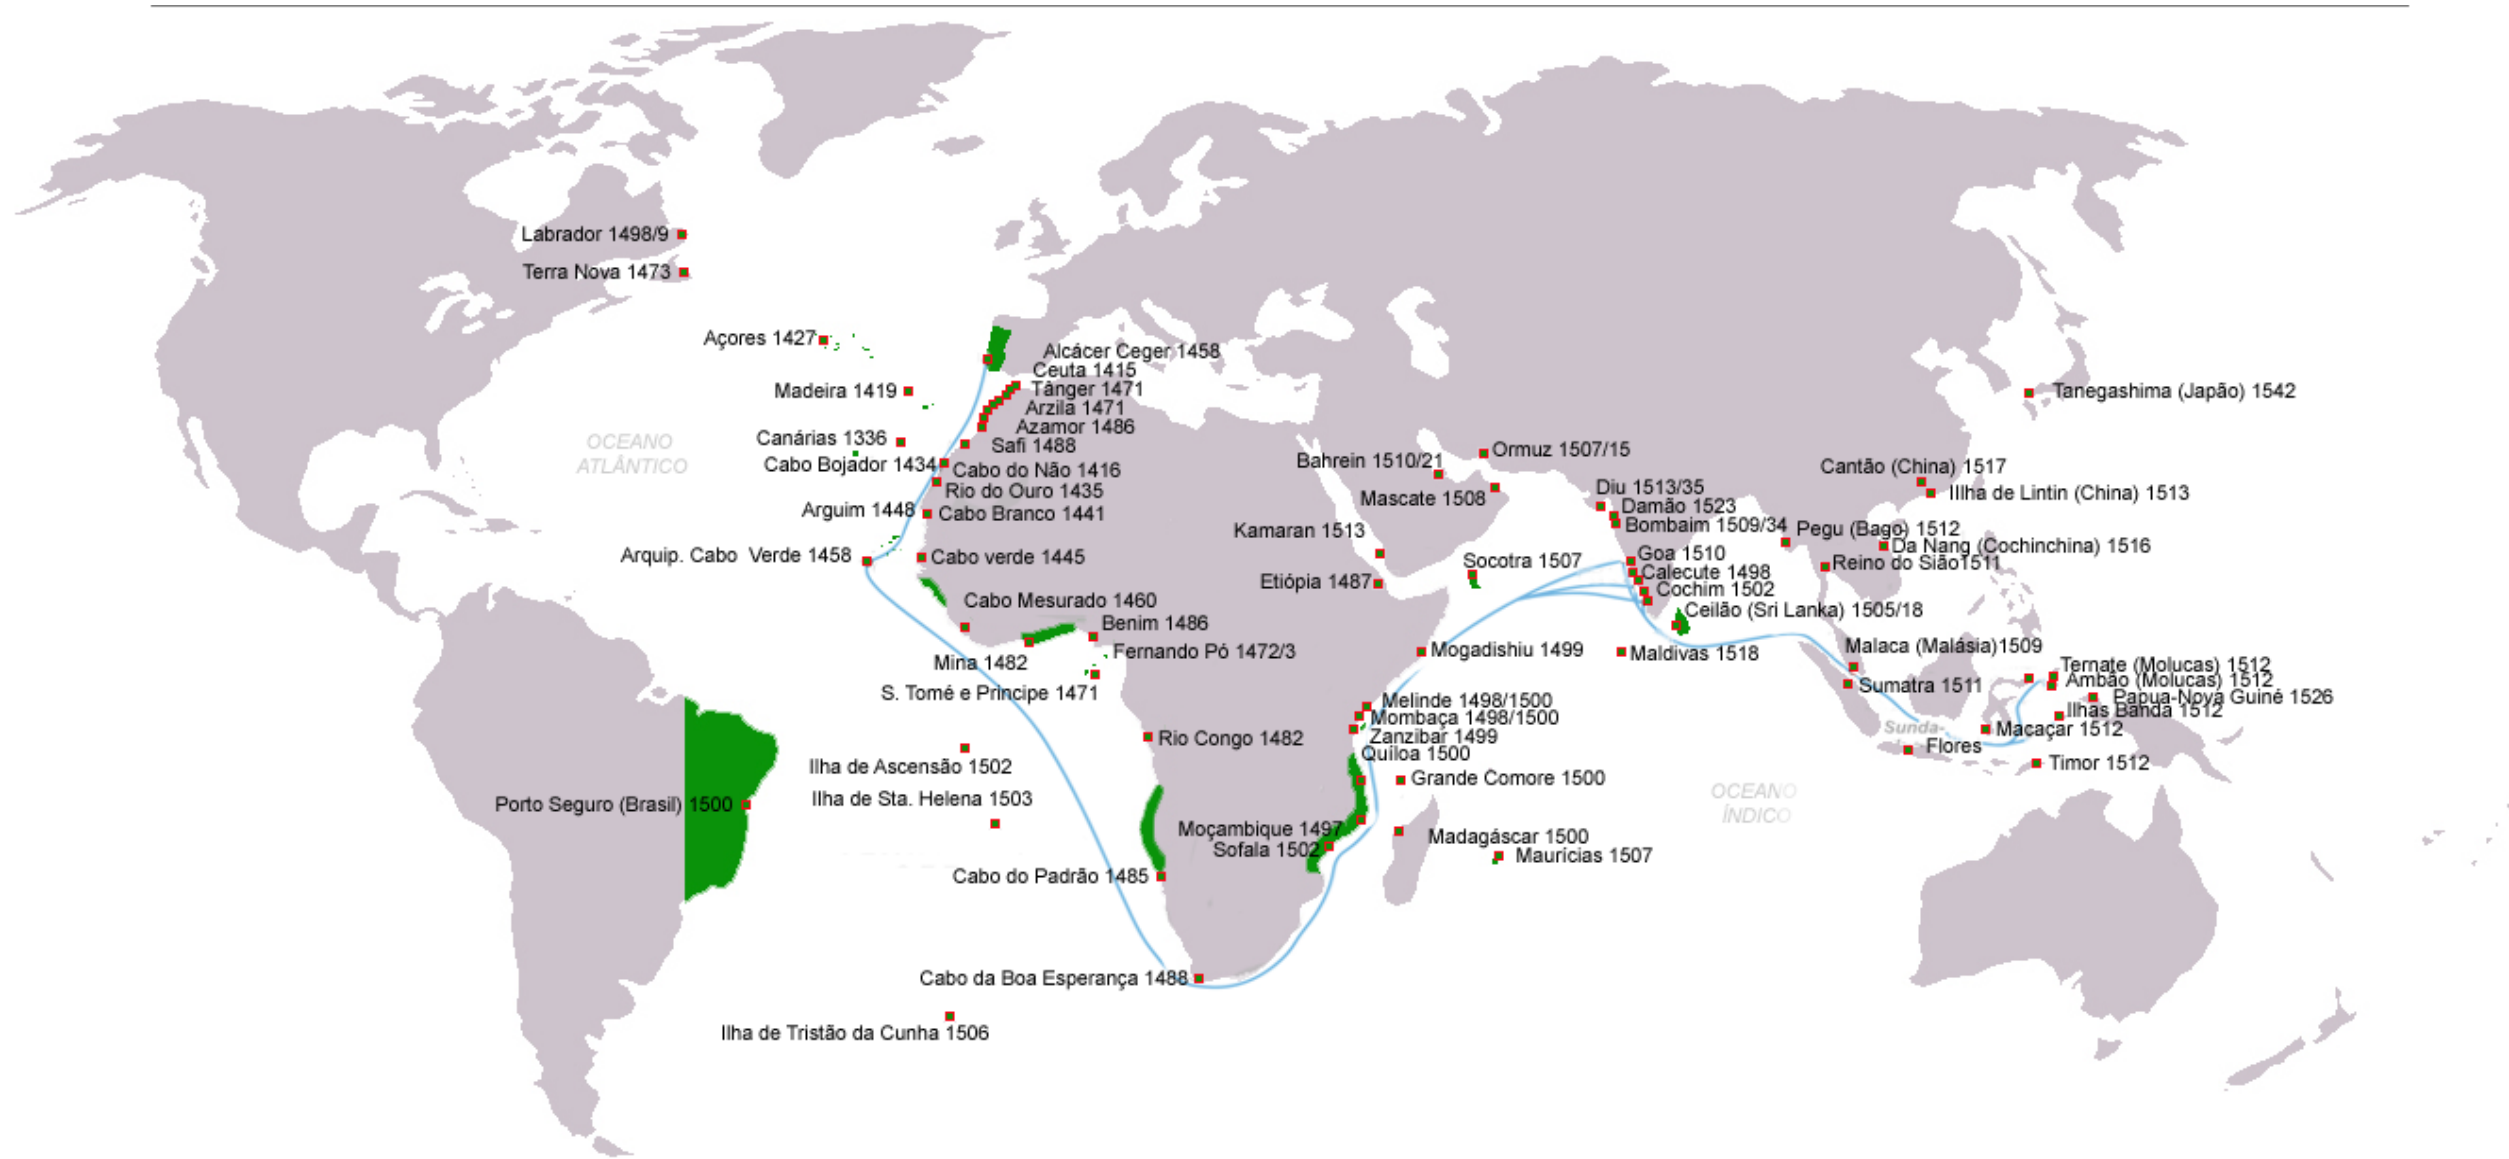 Labrador 1498/9
Terra Nova 1473
Açores 1427
Madeira 1419
Canárias 1336
Cabo Bojador 1434
Arguim 1448
Arquip. Cabo Verde 1458
OCEANO
ATLÂNTICO
Alcácer Ceger 1458
Ceuta 1415
Tânger 1471
Arzila 1471
Azamor 1486
Safi 1488
Cabo do Não 1416
Rio do Ouro 1435
Cabo Branco 1441
Cabo verde 1445
Cabo Mesurado 1460
Benim 1486
Mina 1482
Fernando Pó 1472/3
S. Tomé e Principe 1471
Rio Congo 1482
Ilha de Ascensão 1502
Ilha de Sta. Helena 1503
Porto Seguro (Brasil) 1500
Cabo do Padrão 1485
Cabo da Boa Esperança 1488
Ilha de Tristão da Cunha 1506
Ormuz 1507/15
Bahrein 1510/21
Mascate 1508
Kamaran 1513
Etiópia 1487
Socotra 1507
Mogadishiu 1499
Melinde 1498/1500
Mombaça 1498/1500
Zanzibar 1499
Quíloa 1500
Grande Comore 1500
Moçambique 1497
Sofala 1502
Madagáscar 1500
Maurícias 1507
Diu 1513/35
Damão 1523
Bombaim 1509/34
Goa 1510
Calecute 1498
Cochim 1502
Ceilão (Sri Lanka) 1505/18
Maldivas 1518
OCEANO
ÍNDICO
Tanegashima (Japão) 1542
Cantão (China) 1517
Illha de Lintin (China) 1513
Pegu (Bago) 1512
Da Nang (Cochinchina) 1516
Reino do Sião1511
Malaca (Malásia)1509
Sumatra 1511
Ternate (Molucas) 1512
Ambão (Molucas) 1512
Papua-Nova Guiné 1526
Ilhas Banda 1512
Macaçar 1512
Sunda-
Flores
Timor 1512